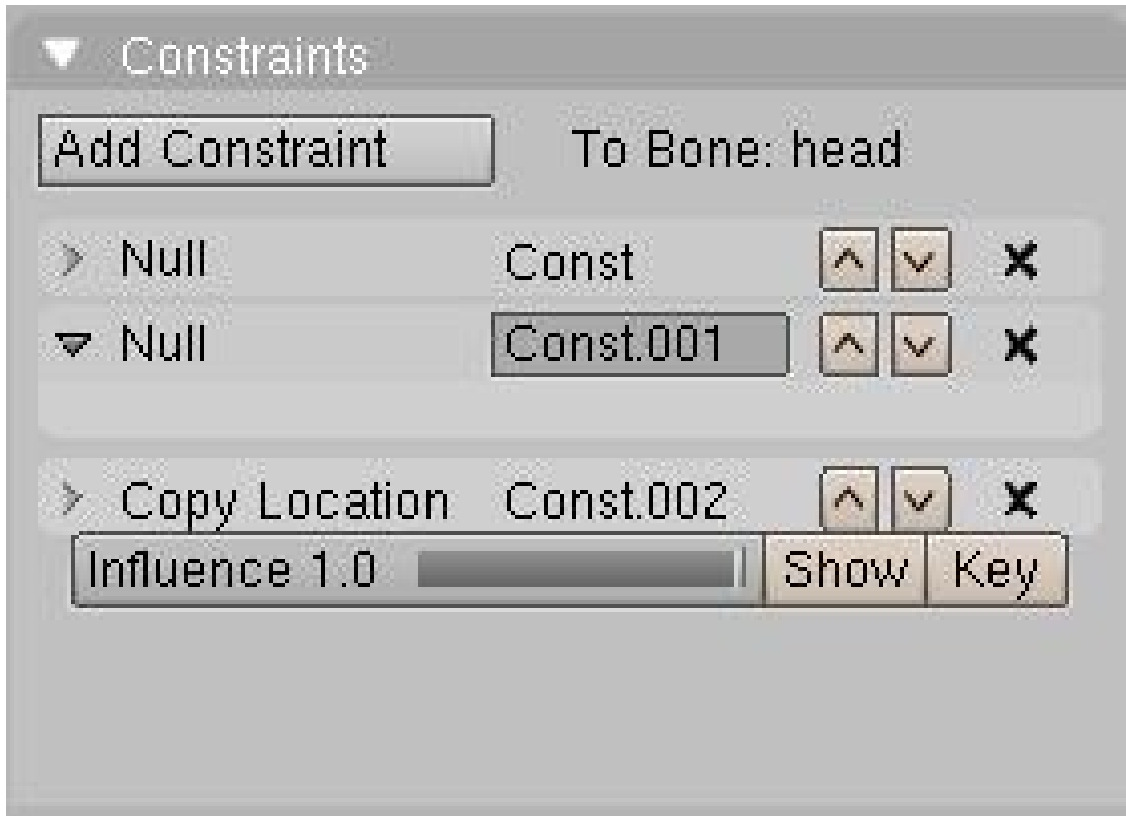 Constraints
Add Constraint To Bone: head
Null Const
Null Const.001
Copy Location Const.002
Influence 1.0 Show Key